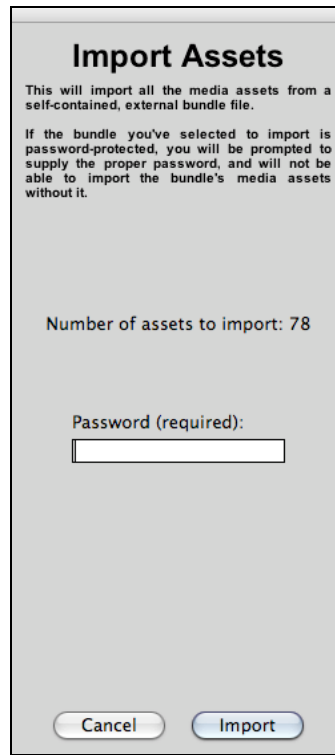 Import Assets
This will import all the media assets from a
self-contained, external bundle file.
If the bundle you've selected to import is
password-protected, you will be prompted to
supply the proper password, and will not be
able to import the bundle's media assets
without it.
Number of assets to import: 78
Password (required):
Cancel Import